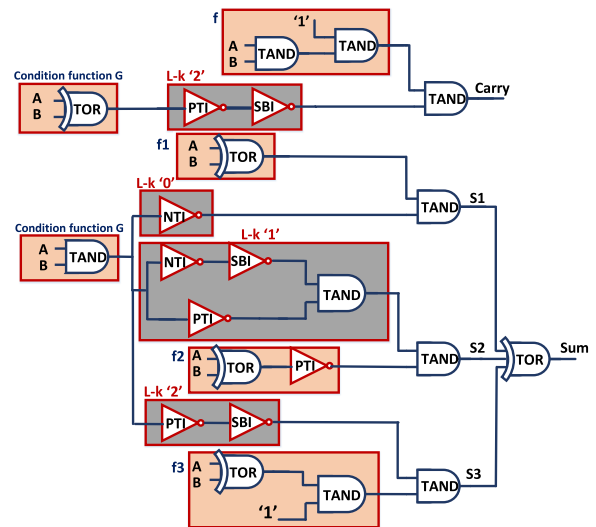 f
‘1’
A
B
TAND
TAND
Condition function G
L-k ‘2’
A
B
TOR
PTI
SBI
TAND
Carry
f1
A
B
TOR
L-k ‘0’
NTI
TAND
S1
Condition function G
A
B
TAND
L-k ‘1’
NTI
SBI
TAND
PTI
f2
A
B
TOR
PTI
TAND
S2
TOR
Sum
L-k ‘2’
PTI
SBI
TAND
S3
f3
A
B
TOR
TAND
‘1’